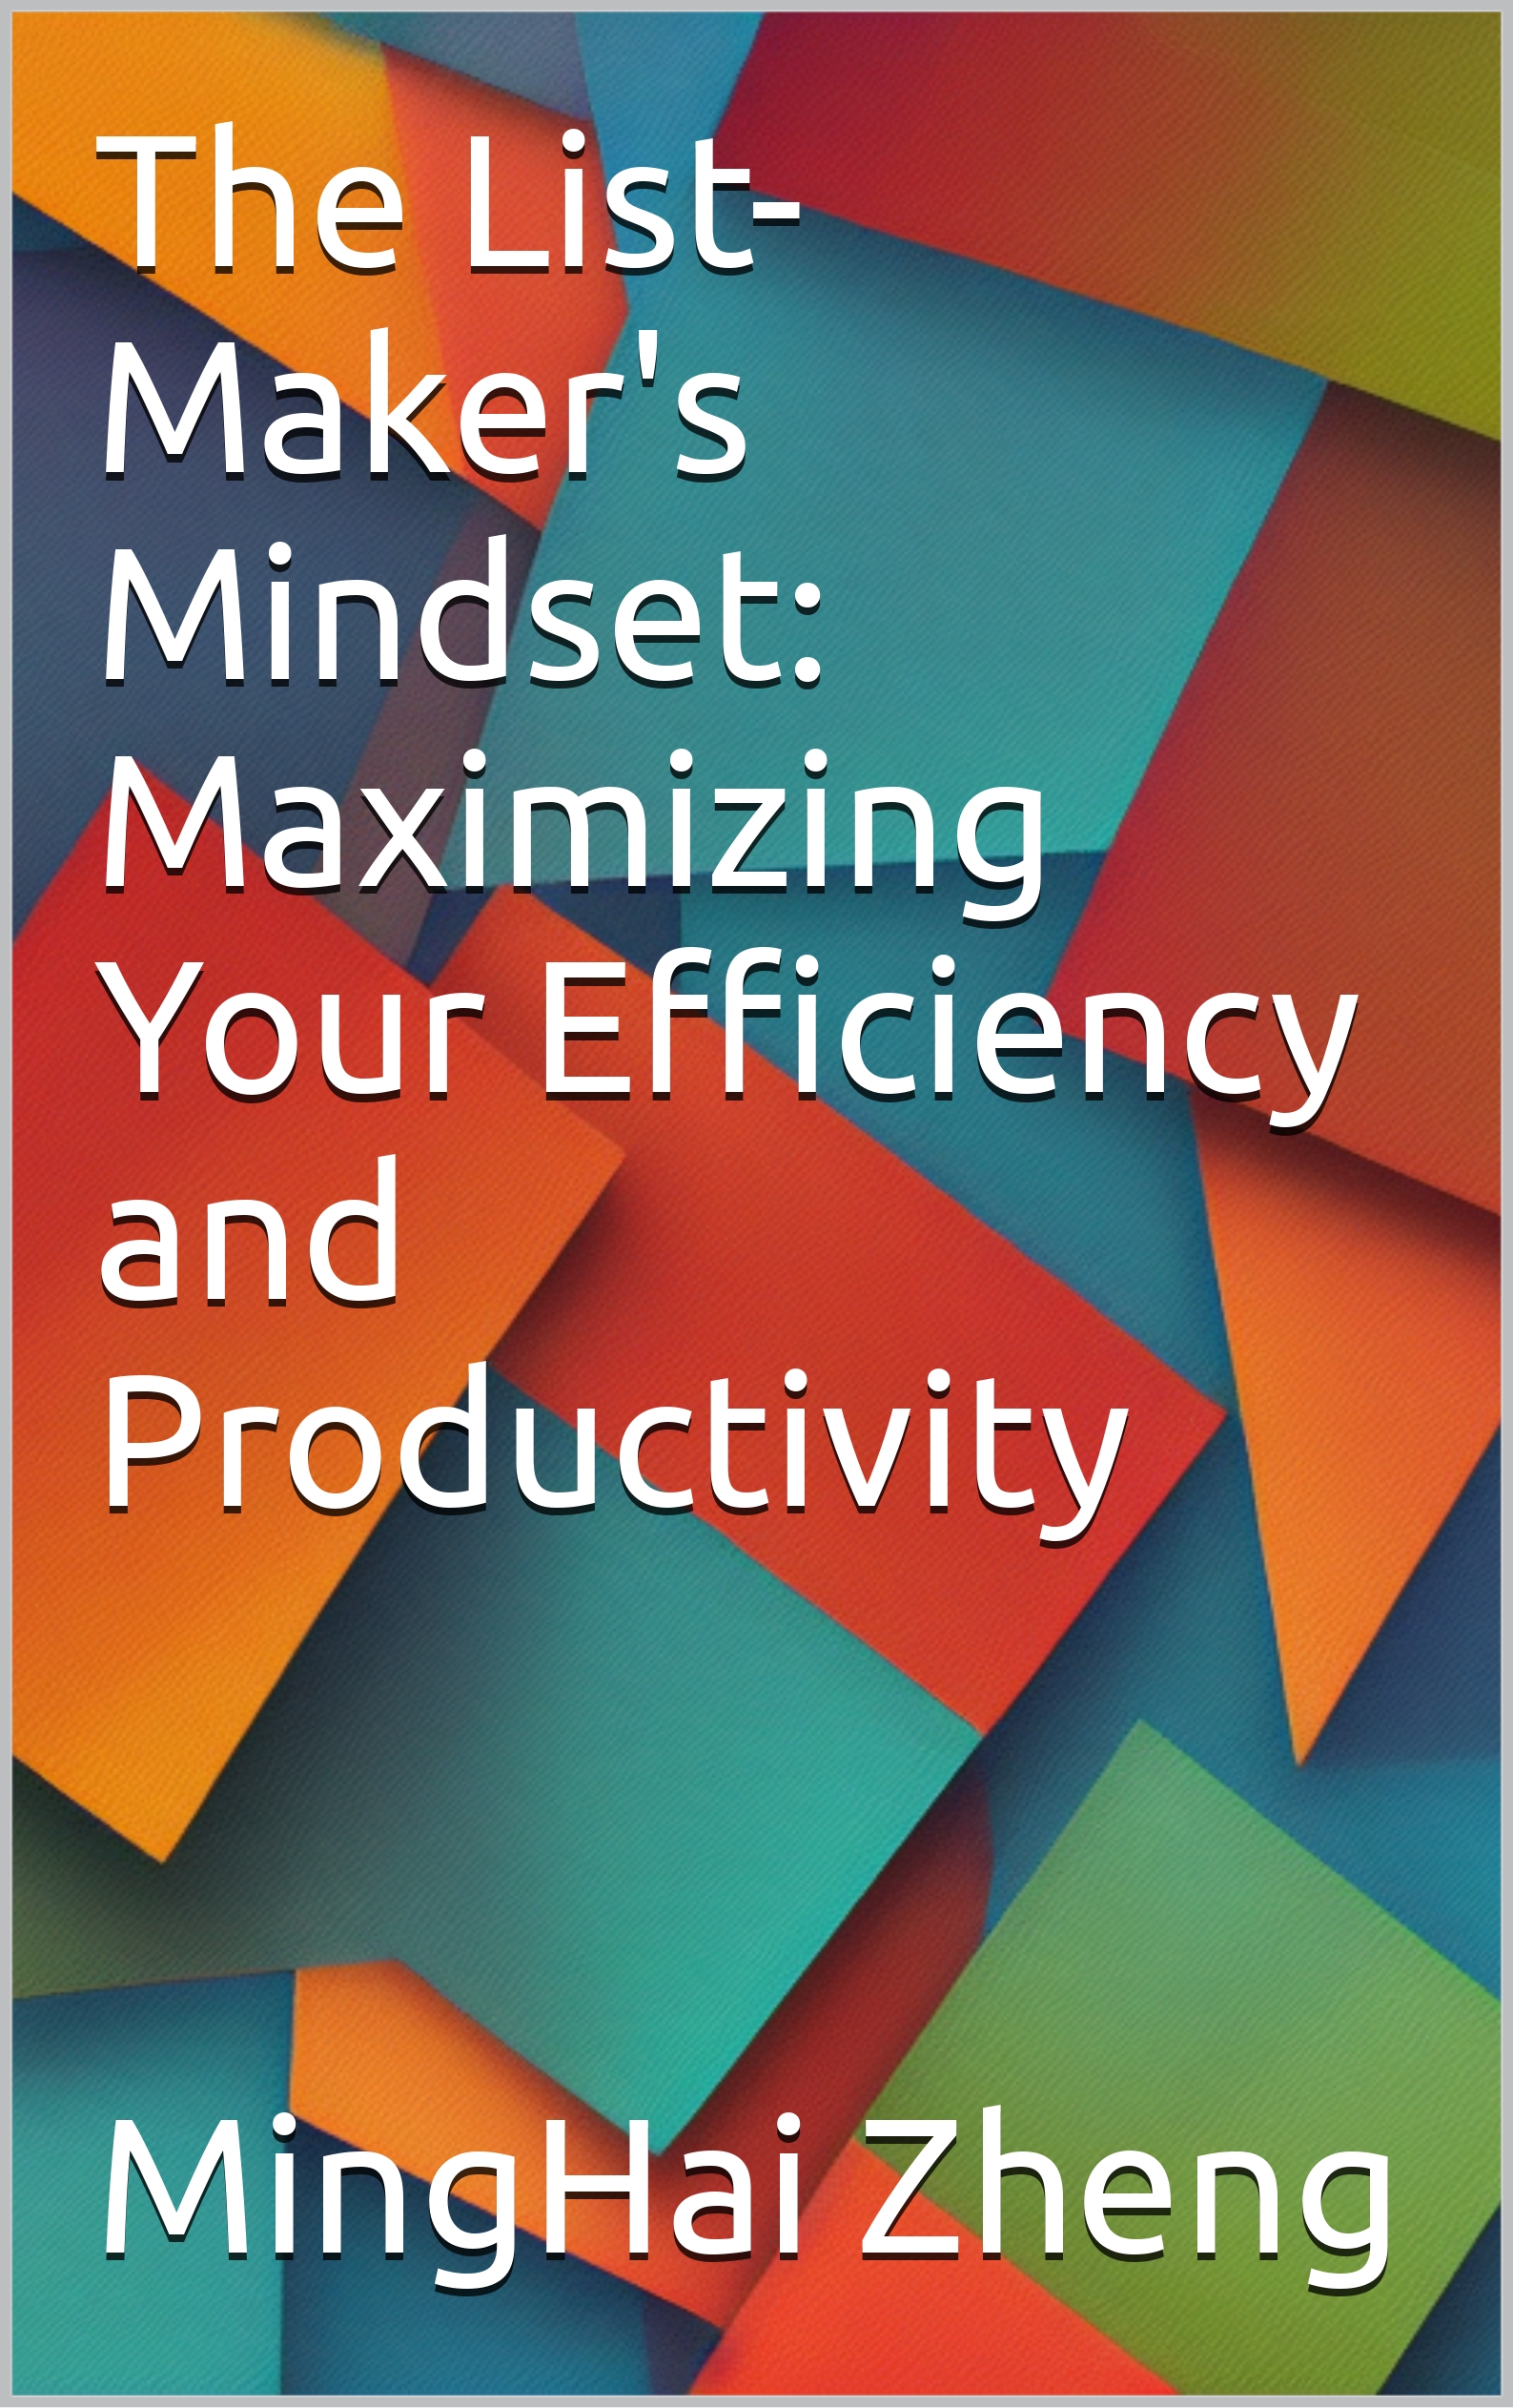 The List-
Maker's
Mindset:
Maximizing
Your Efficiency
and
Productivity
MingHai Zheng